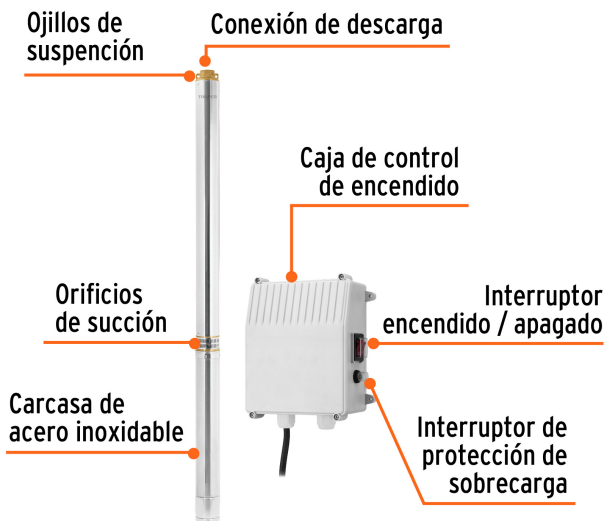 Ojillos de
suspención
Conexión de descarga
Caja de control
de encendido
Orificios
de succión
Interruptor
encendido / apagado
Carcasa de
acero inoxidable
Interruptor de
protección de
sobrecarga